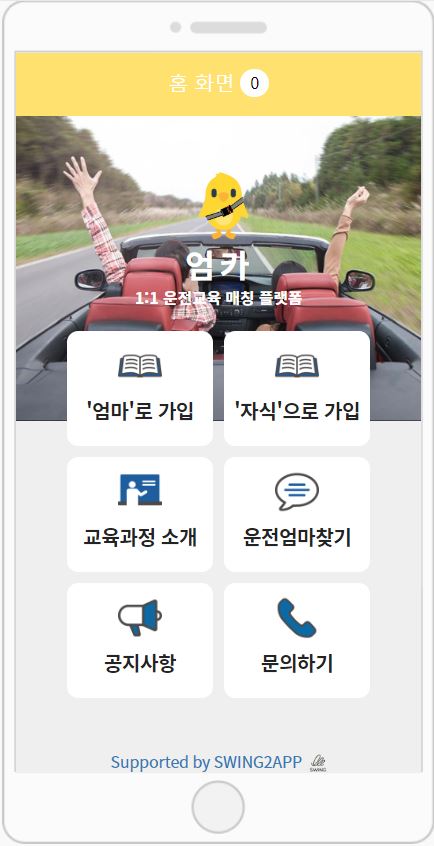 홈 화면 0
엄카
1:1 운전교육 매칭 플랫폼
'엄마'로 가입
'자식'으로 가입
교육과정 소개
운전엄마찾기
공지사항
문의하기
Supported by SWING2APP
SWING